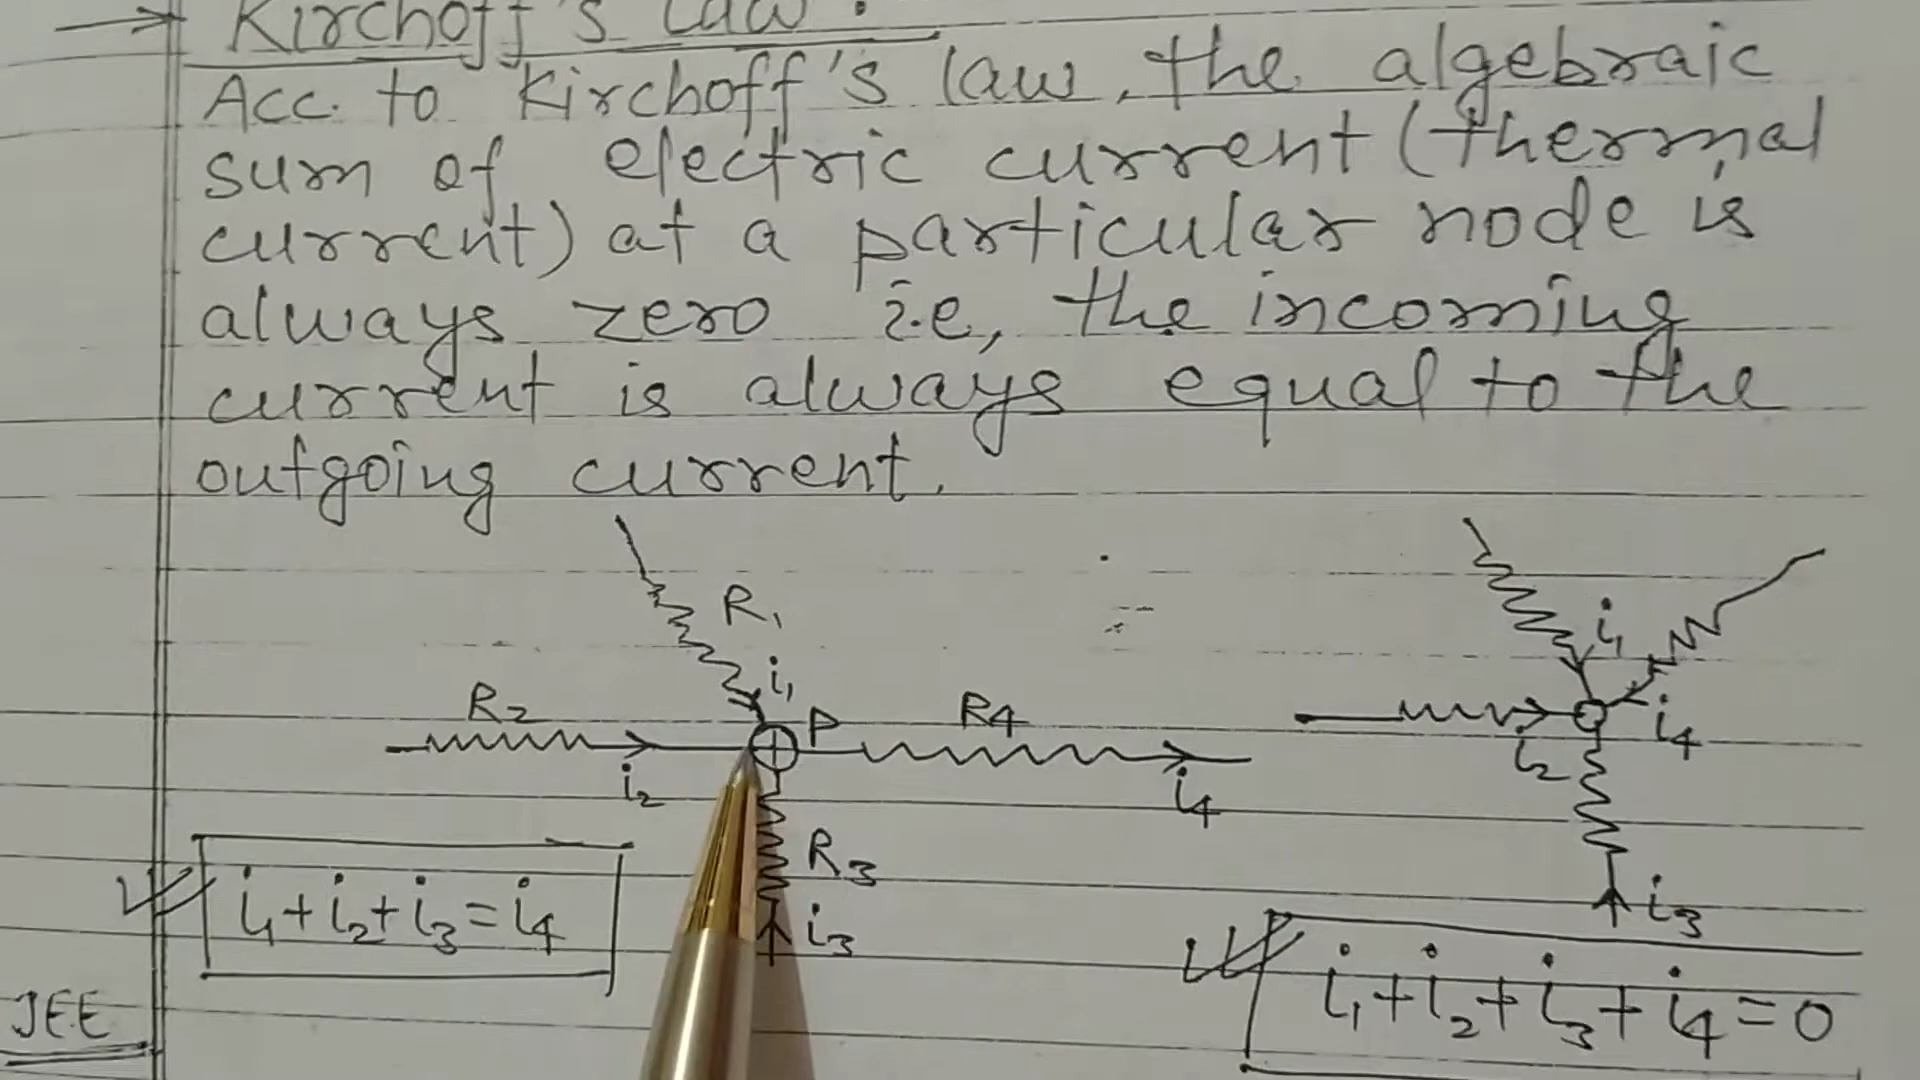 Kirchoff's Law :
Acc. to Kirchoff's law, the algebraic
sum of electric current (thermal
current) at a particular node is
always zero i.e, the incoming
current is always equal to the
outgoing current.
R1
i1
R2
P
R4
i2
i4
R3
i3
i1+i2+i3=i4
i1
i4
i2
i3
i1+i2+i3+i4=0
JEE